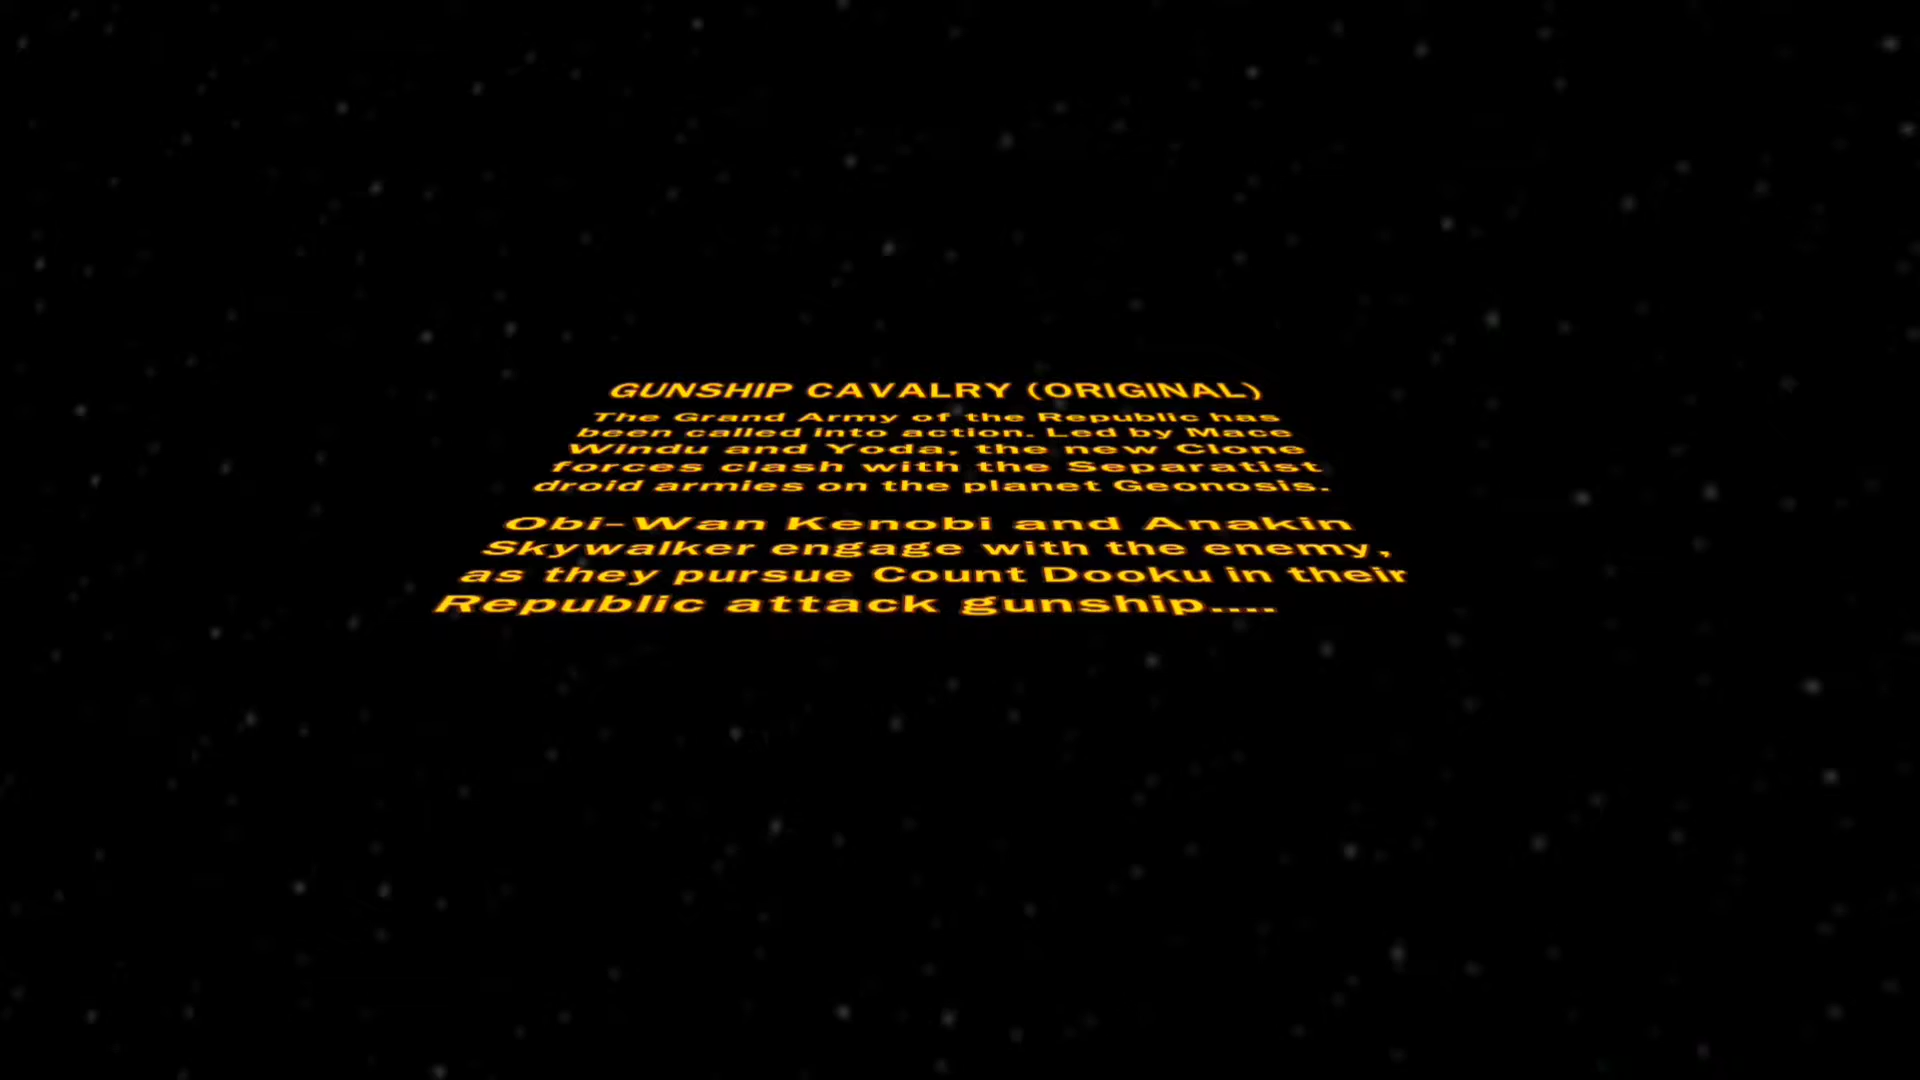 GUNSHIP CAVALRY (ORIGINAL)
The Grand Army of the Republic has
been called into action. Led by Mace
Windu and Yoda, the new Clone
forces clash with the Separatist
droid armies on the planet Geonosis.
Obi-Wan Kenobi and Anakin
Skywalker engage with the enemy,
as they pursue Count Dooku in their
Republic attack gunship....